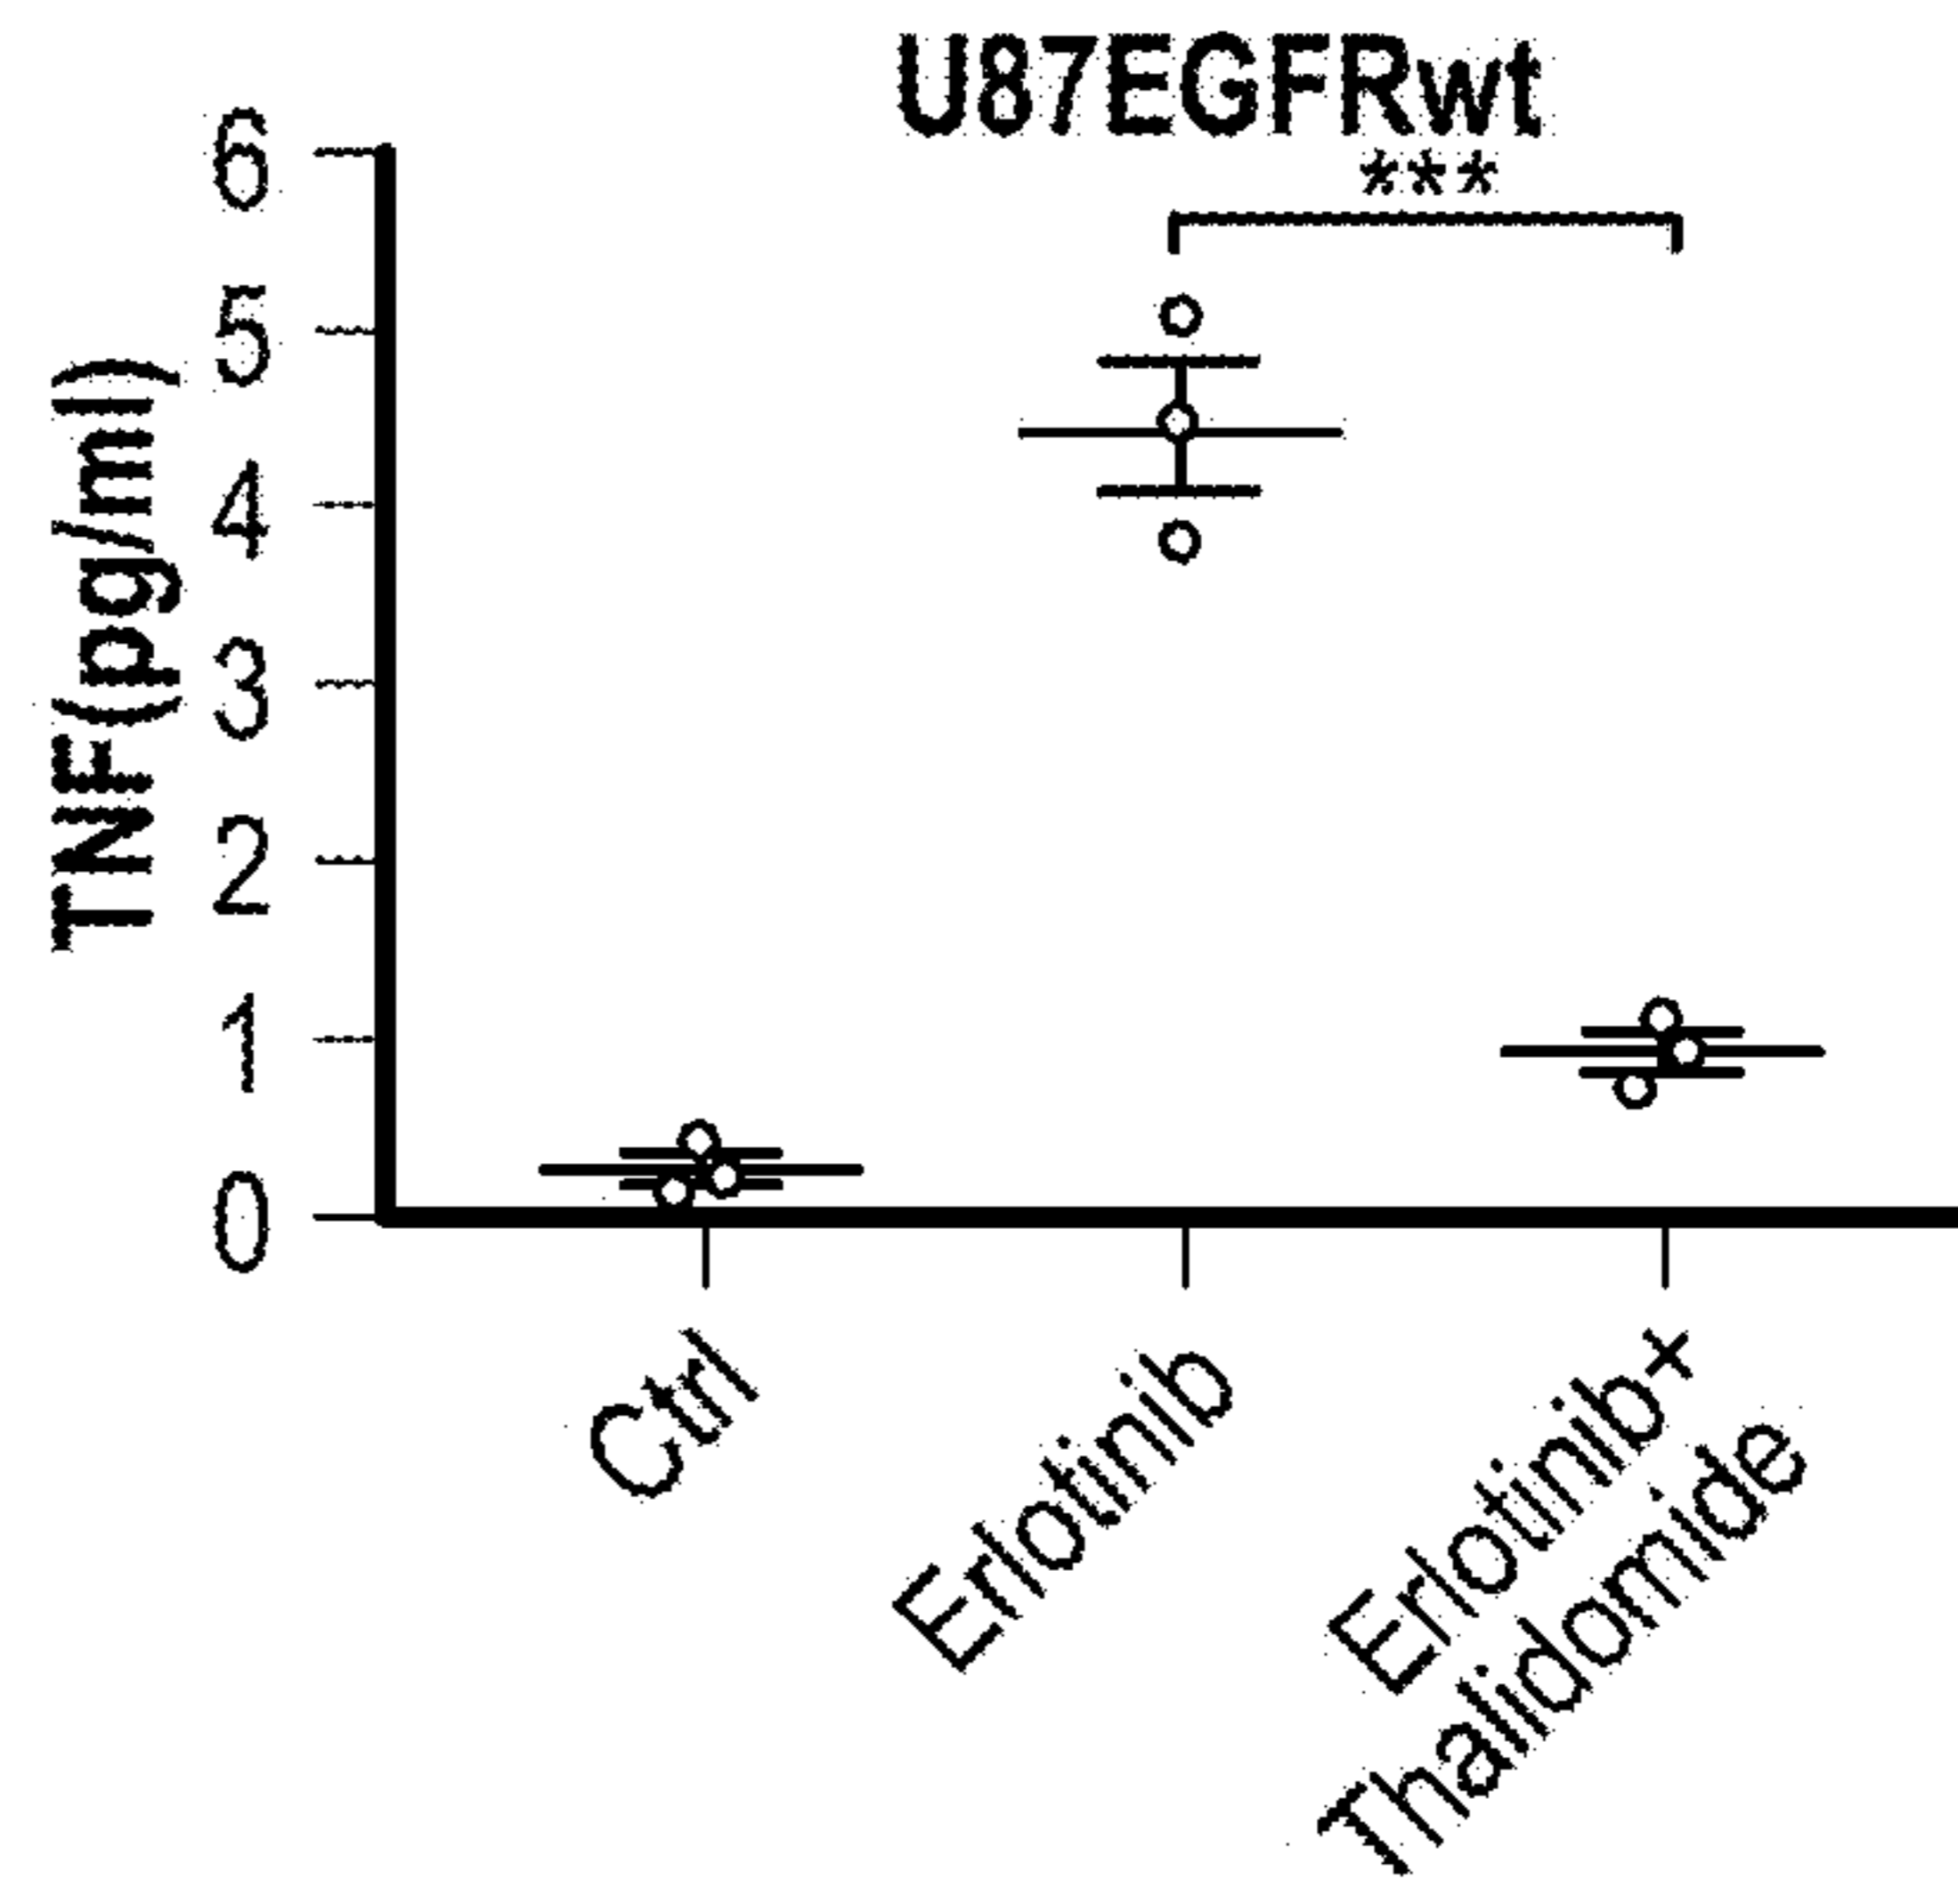 U87EGFRwt
***
TNF(pg/ml)
6
5
4
3
2
1
0
Ctrl
Erlotinib
Erlotinib +
Thalidomide